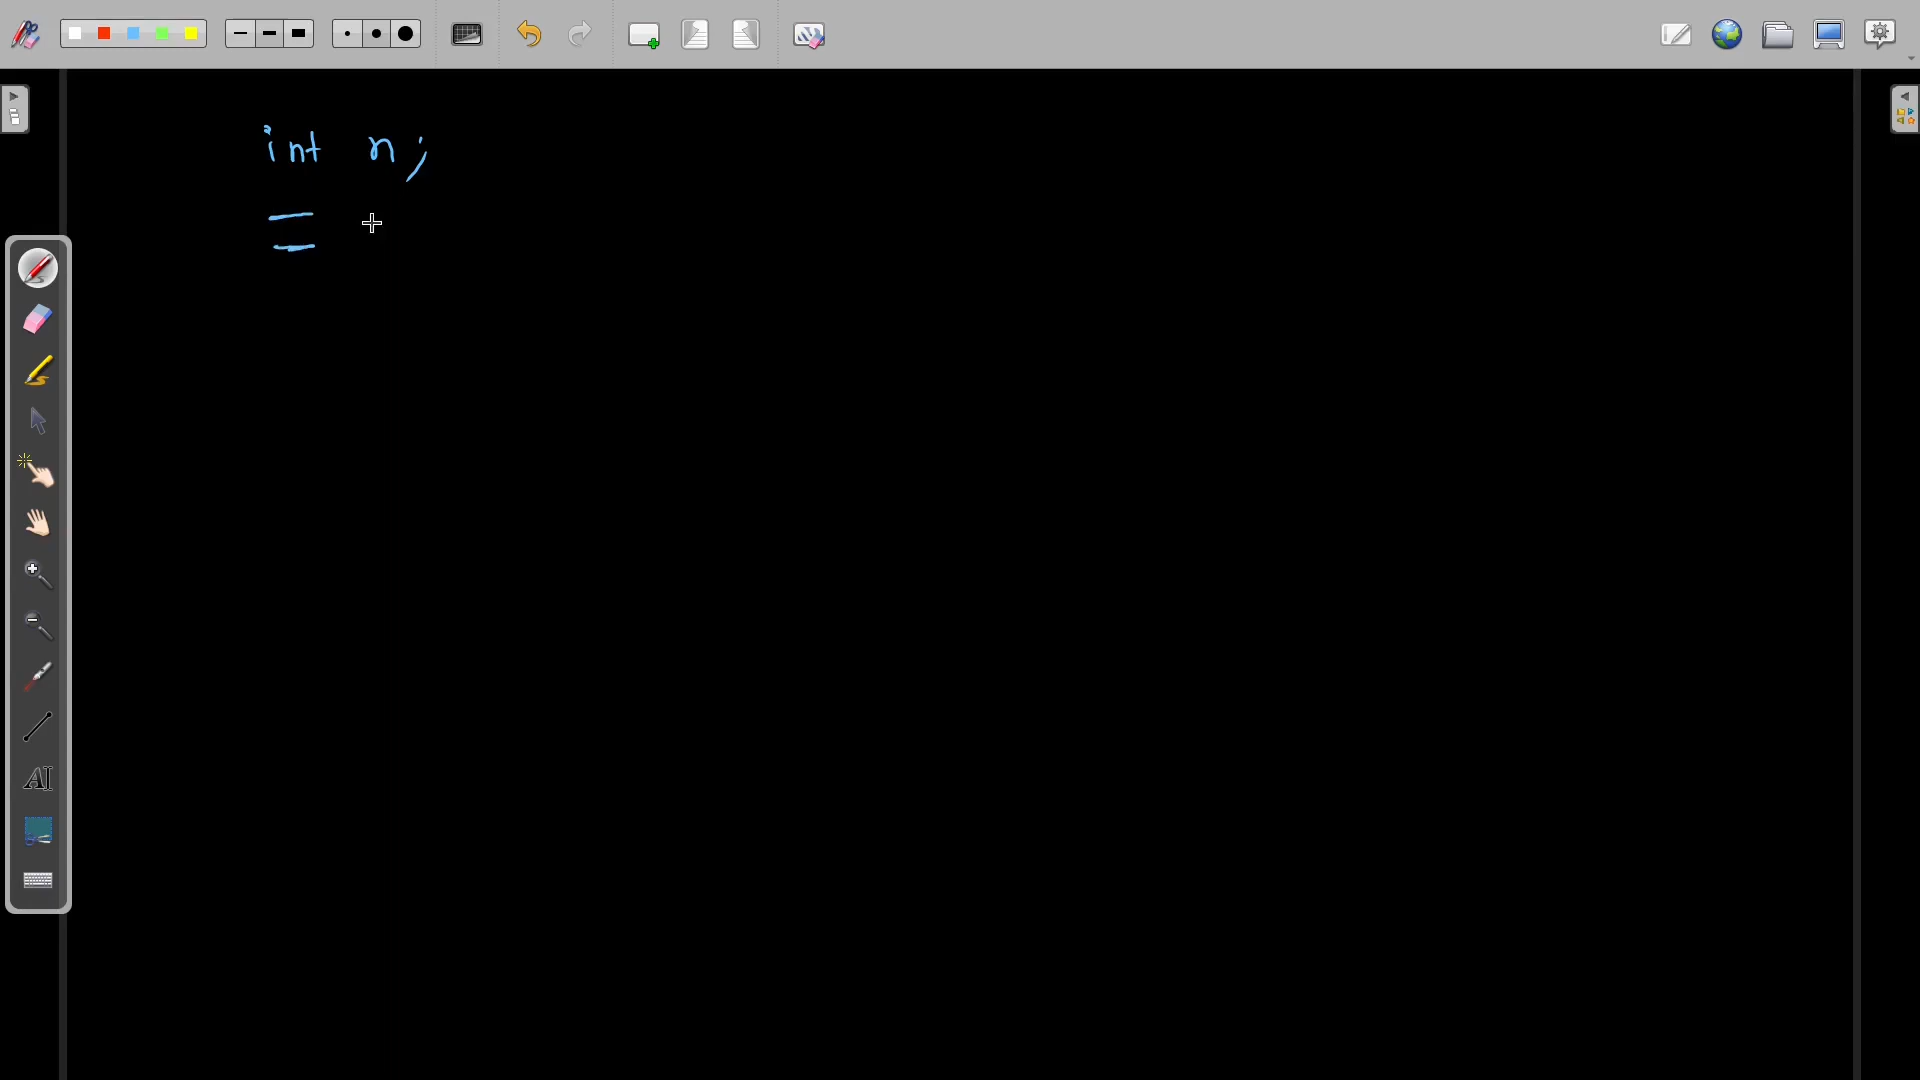 int n;
=